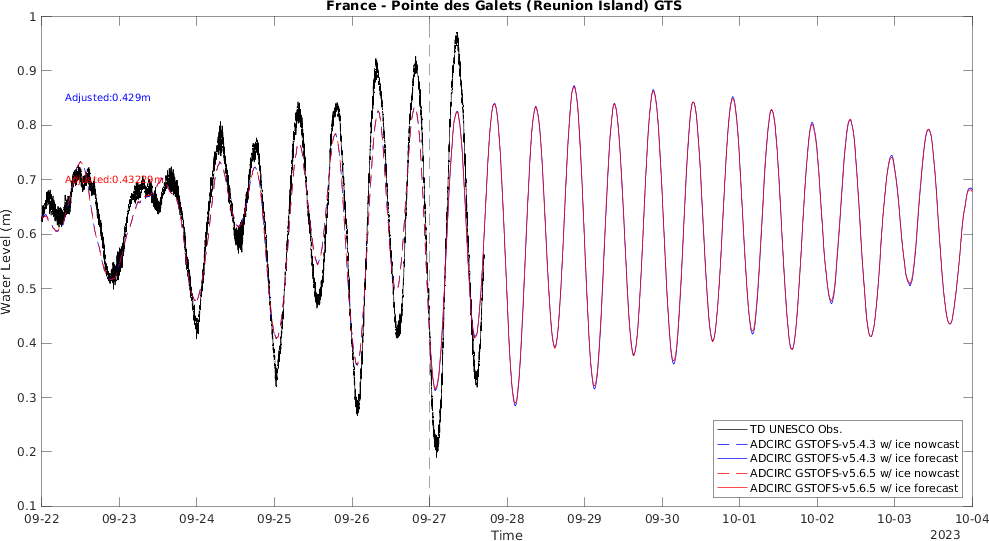 France - Pointe des Galets (Reunion Island) GTS
1
0.9
0.8
0.7
0.6
0.5
0.4
0.3
0.2
0.1
Water Level (m)
Adjusted:0.429m
Adjusted:0.43229m
TD UNESCO Obs.
ADCIRC GSTOFS-v5.4.3 w/ ice nowcast
ADCIRC GSTOFS-v5.4.3 w/ ice forecast
ADCIRC GSTOFS-v5.6.5 w/ ice nowcast
ADCIRC GSTOFS-v5.6.5 w/ ice forecast
09-22 09-23 09-24 09-25 09-26 09-27 09-28 09-29 09-30 10-01 10-02 10-03 10-04
Time
2023